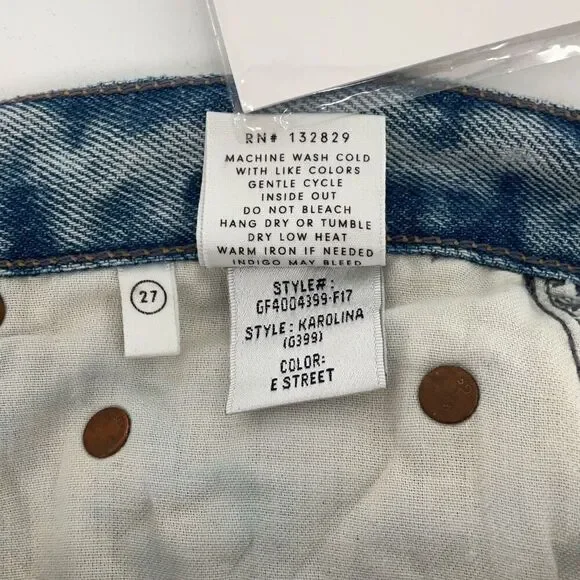 RN# 132829
MACHINE WASH COLD
WITH LIKE COLORS
GENTLE CYCLE
INSIDE OUT
DO NOT BLEACH
HANG DRY OR TUMBLE
DRY LOW HEAT
WARM IRON IF NEEDED
INDIGO MAY BLEED
27
STYLE#:
GF4004399-F17
STYLE: KAROLINA
(G399)
COLOR:
E STREET